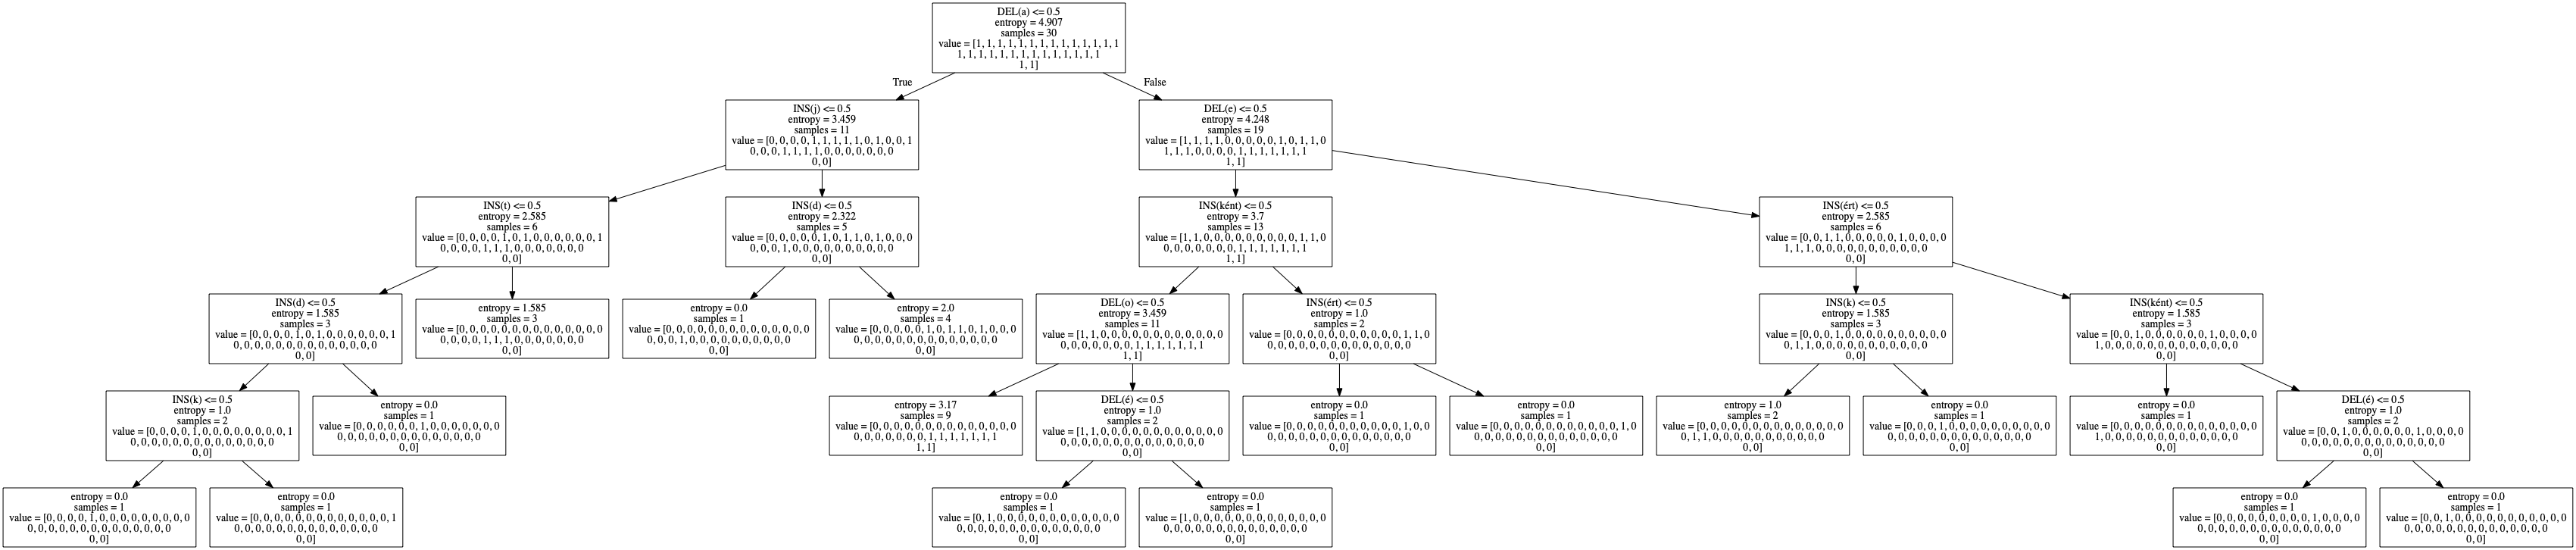 DEL(a) <= 0.5
entropy = 4.907
samples = 30
value = [1, 1, 1, 1, 1, 1, 1, 1, 1, 1, 1, 1, 1, 1
1, 1, 1, 1, 1, 1, 1, 1, 1, 1, 1, 1, 1, 1
1, 1]
True
False
INS(j) <= 0.5
entropy = 3.459
samples = 11
value = [0, 0, 0, 0, 1, 1, 1, 1, 1, 0, 1, 0, 0, 1
0, 0, 0, 1, 1, 1, 1, 0, 0, 0, 0, 0, 0, 0
0, 0]
DEL(e) <= 0.5
entropy = 4.248
samples = 19
value = [1, 1, 1, 1, 0, 0, 0, 0, 0, 1, 0, 1, 1, 0
1, 1, 1, 0, 0, 0, 0, 1, 1, 1, 1, 1, 1, 1
1, 1]
INS(t) <= 0.5
entropy = 2.585
samples = 6
value = [0, 0, 0, 0, 1, 0, 1, 0, 0, 0, 0, 0, 0, 1
0, 0, 0, 0, 1, 1, 1, 0, 0, 0, 0, 0, 0, 0
0, 0]
INS(d) <= 0.5
entropy = 2.322
samples = 5
value = [0, 0, 0, 0, 0, 1, 0, 1, 1, 0, 1, 0, 0, 0
0, 0, 0, 1, 0, 0, 0, 0, 0, 0, 0, 0, 0, 0
0, 0]
INS(ként) <= 0.5
entropy = 3.7
samples = 13
value = [1, 1, 0, 0, 0, 0, 0, 0, 0, 0, 0, 1, 1, 0
0, 0, 0, 0, 0, 0, 0, 1, 1, 1, 1, 1, 1, 1
1, 1]
INS(ért) <= 0.5
entropy = 2.585
samples = 6
value = [0, 0, 1, 1, 0, 0, 0, 0, 0, 1, 0, 0, 0, 0
1, 1, 1, 0, 0, 0, 0, 0, 0, 0, 0, 0, 0, 0
0, 0]
INS(d) <= 0.5
entropy = 1.585
samples = 3
value = [0, 0, 0, 0, 1, 0, 1, 0, 0, 0, 0, 0, 0, 1
0, 0, 0, 0, 0, 0, 0, 0, 0, 0, 0, 0, 0, 0
0, 0]
entropy = 1.585
samples = 3
value = [0, 0, 0, 0, 0, 0, 0, 0, 0, 0, 0, 0, 0, 0
0, 0, 0, 0, 1, 1, 1, 0, 0, 0, 0, 0, 0, 0
0, 0]
entropy = 0.0
samples = 1
value = [0, 0, 0, 0, 0, 0, 0, 0, 0, 0, 0, 0, 0, 0
0, 0, 0, 1, 0, 0, 0, 0, 0, 0, 0, 0, 0, 0
0, 0]
entropy = 2.0
samples = 4
value = [0, 0, 0, 0, 0, 1, 0, 1, 1, 0, 1, 0, 0, 0
0, 0, 0, 0, 0, 0, 0, 0, 0, 0, 0, 0, 0, 0
0, 0]
DEL(o) <= 0.5
entropy = 3.459
samples = 11
value = [1, 1, 0, 0, 0, 0, 0, 0, 0, 0, 0, 0, 0, 0
0, 0, 0, 0, 0, 0, 0, 1, 1, 1, 1, 1, 1, 1
1, 1]
INS(ért) <= 0.5
entropy = 1.0
samples = 2
value = [0, 0, 0, 0, 0, 0, 0, 0, 0, 0, 0, 1, 1, 0
0, 0, 0, 0, 0, 0, 0, 0, 0, 0, 0, 0, 0, 0
0, 0]
INS(k) <= 0.5
entropy = 1.585
samples = 3
value = [0, 0, 0, 1, 0, 0, 0, 0, 0, 0, 0, 0, 0, 0
0, 1, 1, 0, 0, 0, 0, 0, 0, 0, 0, 0, 0, 0
0, 0]
INS(ként) <= 0.5
entropy = 1.585
samples = 3
value = [0, 0, 1, 0, 0, 0, 0, 0, 0, 1, 0, 0, 0, 0
1, 0, 0, 0, 0, 0, 0, 0, 0, 0, 0, 0, 0, 0
0, 0]
INS(k) <= 0.5
entropy = 1.0
samples = 2
value = [0, 0, 0, 0, 1, 0, 0, 0, 0, 0, 0, 0, 0, 1
0, 0, 0, 0, 0, 0, 0, 0, 0, 0, 0, 0, 0, 0
0, 0]
entropy = 0.0
samples = 1
value = [0, 0, 0, 0, 0, 0, 1, 0, 0, 0, 0, 0, 0, 0
0, 0, 0, 0, 0, 0, 0, 0, 0, 0, 0, 0, 0, 0
0, 0]
entropy = 3.17
samples = 9
value = [0, 0, 0, 0, 0, 0, 0, 0, 0, 0, 0, 0, 0, 0
0, 0, 0, 0, 0, 0, 0, 1, 1, 1, 1, 1, 1, 1
1, 1]
DEL(é) <= 0.5
entropy = 1.0
samples = 2
value = [1, 1, 0, 0, 0, 0, 0, 0, 0, 0, 0, 0, 0, 0
0, 0, 0, 0, 0, 0, 0, 0, 0, 0, 0, 0, 0, 0
0, 0]
entropy = 0.0
samples = 1
value = [0, 0, 0, 0, 0, 0, 0, 0, 0, 0, 0, 1, 0, 0
0, 0, 0, 0, 0, 0, 0, 0, 0, 0, 0, 0, 0, 0
0, 0]
entropy = 0.0
samples = 1
value = [0, 0, 0, 0, 0, 0, 0, 0, 0, 0, 0, 0, 1, 0
0, 0, 0, 0, 0, 0, 0, 0, 0, 0, 0, 0, 0, 0
0, 0]
entropy = 1.0
samples = 2
value = [0, 0, 0, 0, 0, 0, 0, 0, 0, 0, 0, 0, 0, 0
0, 1, 1, 0, 0, 0, 0, 0, 0, 0, 0, 0, 0, 0
0, 0]
entropy = 0.0
samples = 1
value = [0, 0, 0, 1, 0, 0, 0, 0, 0, 0, 0, 0, 0, 0
0, 0, 0, 0, 0, 0, 0, 0, 0, 0, 0, 0, 0, 0
0, 0]
entropy = 0.0
samples = 1
value = [0, 0, 0, 0, 0, 0, 0, 0, 0, 0, 0, 0, 0, 0
1, 0, 0, 0, 0, 0, 0, 0, 0, 0, 0, 0, 0, 0
0, 0]
DEL(é) <= 0.5
entropy = 1.0
samples = 2
value = [0, 0, 1, 0, 0, 0, 0, 0, 0, 1, 0, 0, 0, 0
0, 0, 0, 0, 0, 0, 0, 0, 0, 0, 0, 0, 0, 0
0, 0]
entropy = 0.0
samples = 1
value = [0, 0, 0, 0, 1, 0, 0, 0, 0, 0, 0, 0, 0, 0
0, 0, 0, 0, 0, 0, 0, 0, 0, 0, 0, 0, 0, 0
0, 0]
entropy = 0.0
samples = 1
value = [0, 0, 0, 0, 0, 0, 0, 0, 0, 0, 0, 0, 0, 1
0, 0, 0, 0, 0, 0, 0, 0, 0, 0, 0, 0, 0, 0
0, 0]
entropy = 0.0
samples = 1
value = [0, 1, 0, 0, 0, 0, 0, 0, 0, 0, 0, 0, 0, 0
0, 0, 0, 0, 0, 0, 0, 0, 0, 0, 0, 0, 0, 0
0, 0]
entropy = 0.0
samples = 1
value = [1, 0, 0, 0, 0, 0, 0, 0, 0, 0, 0, 0, 0, 0
0, 0, 0, 0, 0, 0, 0, 0, 0, 0, 0, 0, 0, 0
0, 0]
entropy = 0.0
samples = 1
value = [0, 0, 0, 0, 0, 0, 0, 0, 0, 1, 0, 0, 0, 0
0, 0, 0, 0, 0, 0, 0, 0, 0, 0, 0, 0, 0, 0
0, 0]
entropy = 0.0
samples = 1
value = [0, 0, 1, 0, 0, 0, 0, 0, 0, 0, 0, 0, 0, 0
0, 0, 0, 0, 0, 0, 0, 0, 0, 0, 0, 0, 0, 0
0, 0]